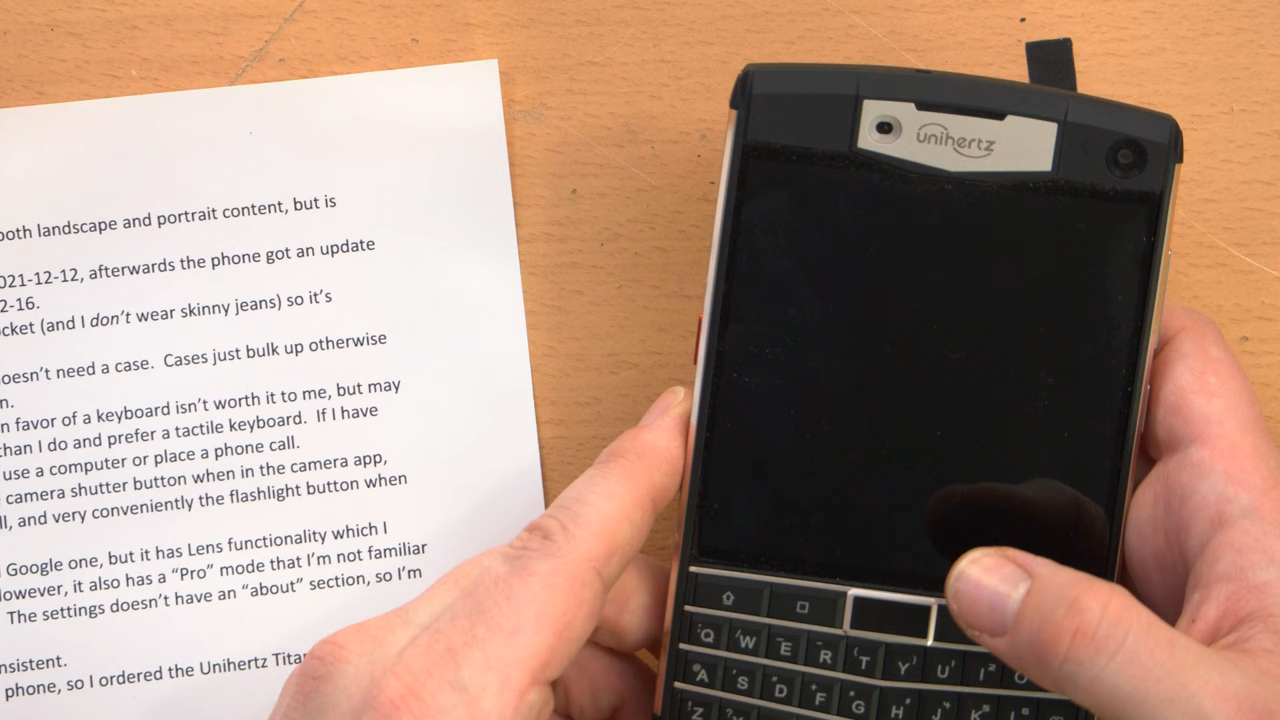 both landscape and portrait content, but is
021-12-12, afterwards the phone got an update
2-16.
ocket (and I don't wear skinny jeans) so it's
oesn't need a case. Cases just bulk up otherwise
n.
n favor of a keyboard isn't worth it to me, but may
than I do and prefer a tactile keyboard. If I have
use a computer or place a phone call.
camera shutter button when in the camera app,
ll, and very conveniently the flashlight button when
Google one, but it has Lens functionality which I
owever, it also has a "Pro" mode that I'm not familiar
The settings doesn't have an "about" section, so I'm
nsistent.
phone, so I ordered the Unihertz Titan
unihertz
Q W E R T Y U I O
A S D F G H J K L
Z